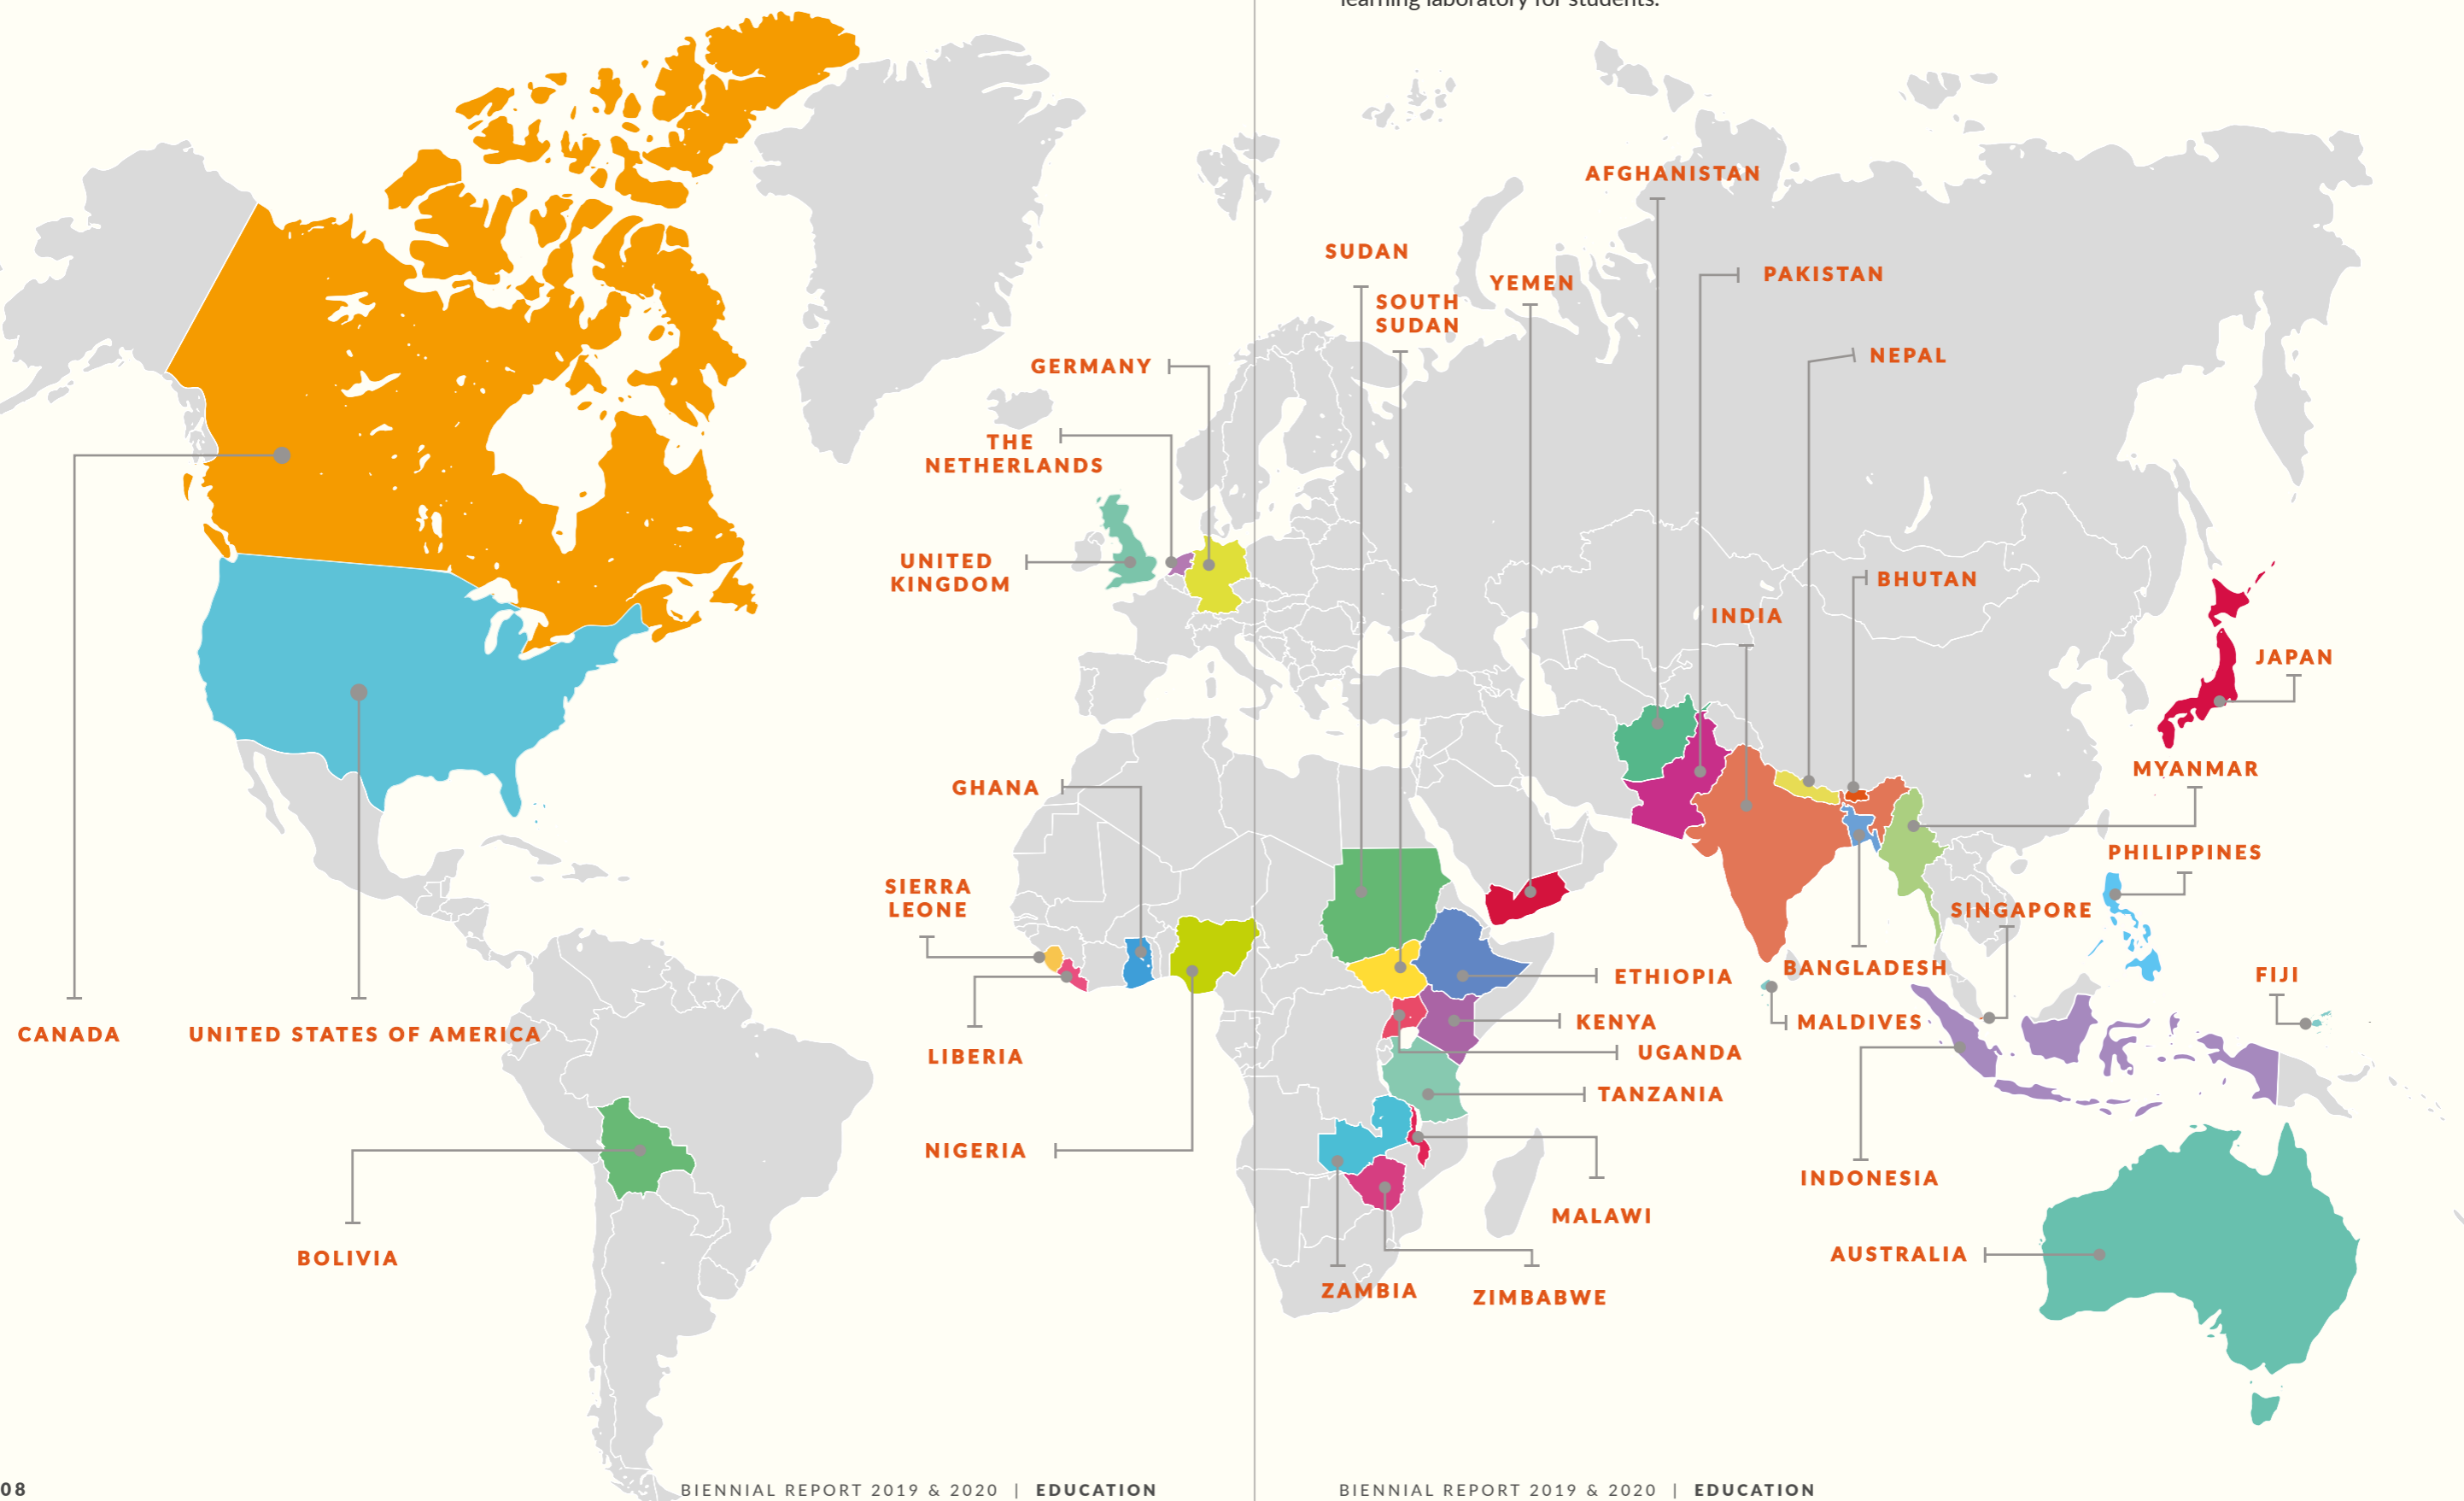 learning laboratory for students.
AFGHANISTAN
SUDAN
PAKISTAN
YEMEN
SOUTH
SUDAN
NEPAL
GERMANY
THE
NETHERLANDS
UNITED
KINGDOM
BHUTAN
INDIA
JAPAN
MYANMAR
GHANA
PHILIPPINES
SIERRA
LEONE
SINGAPORE
BANGLADESH
ETHIOPIA
FIJI
KENYA
MALDIVES
CANADA
UNITED STATES OF AMERICA
LIBERIA
UGANDA
TANZANIA
NIGERIA
INDONESIA
MALAWI
BOLIVIA
AUSTRALIA
ZAMBIA
ZIMBABWE
08
BIENNIAL REPORT 2019 & 2020 | EDUCATION
BIENNIAL REPORT 2019 & 2020 | EDUCATION